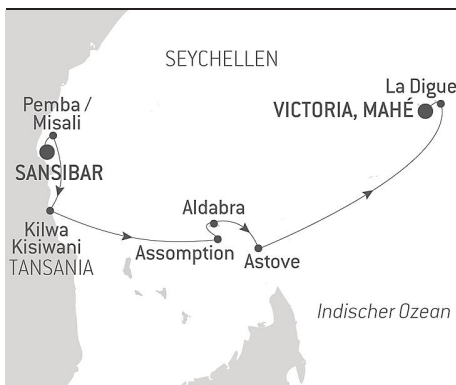 SEYCHELLEN
La Digue
VICTORIA, MAHÉ
Pemba /
Misali
SANSIBAR
Aldabra
Kilwa
Kisiwani
TANSANIA
Assomption
Astove
Indischer Ozean